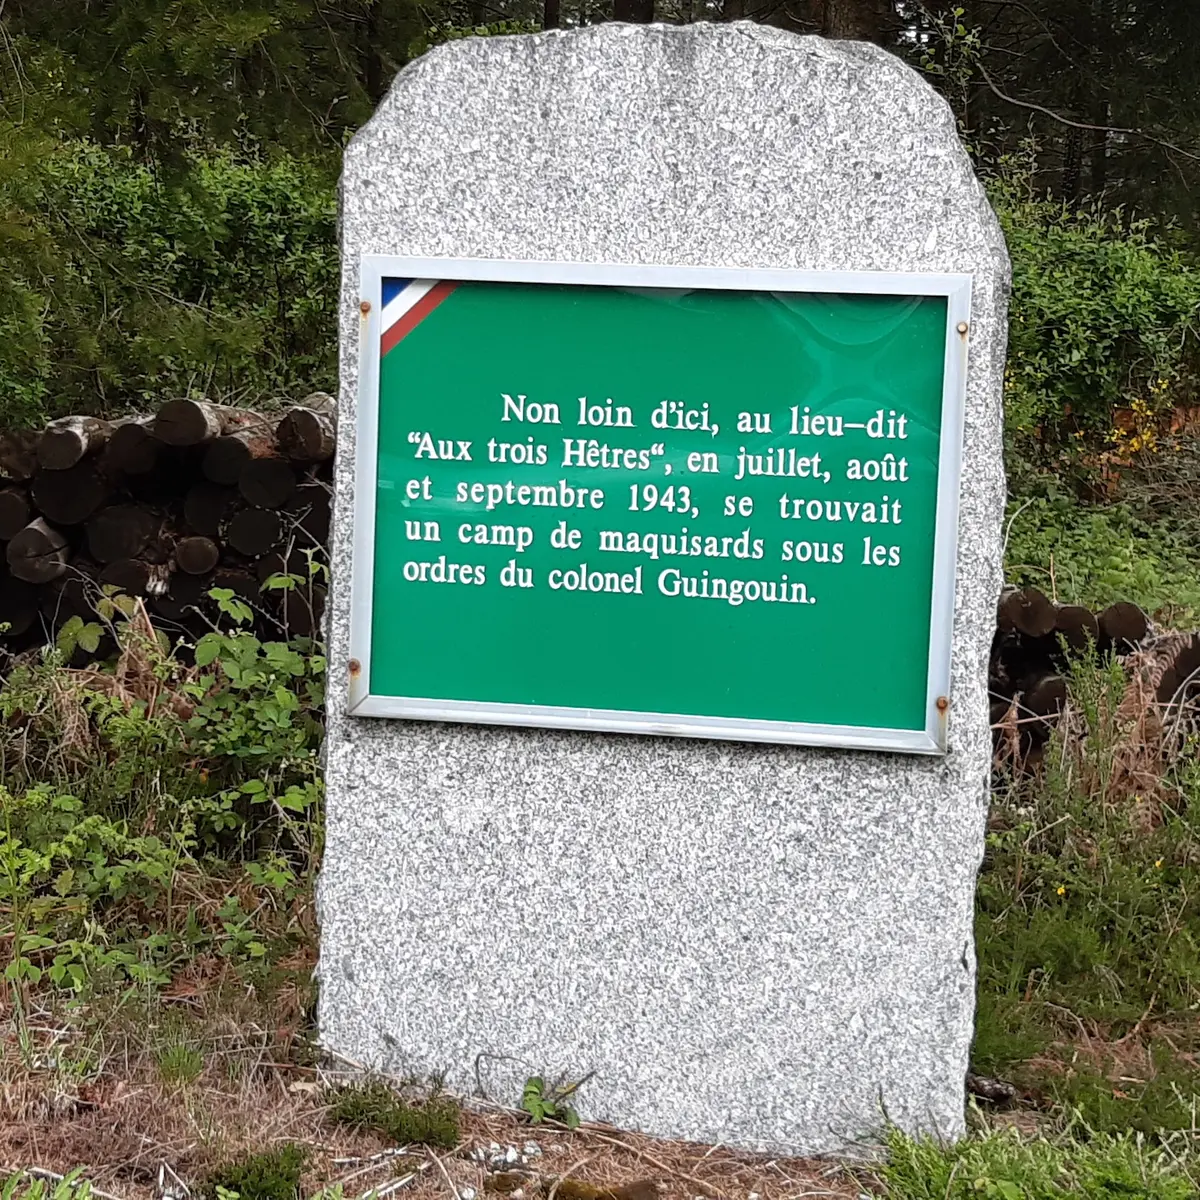 Non loin d'ici, au lieu-dit
“Aux trois Hêtres“, en juillet, août
et septembre 1943, se trouvait
un camp de maquisards sous les
ordres du colonel Guingouin.